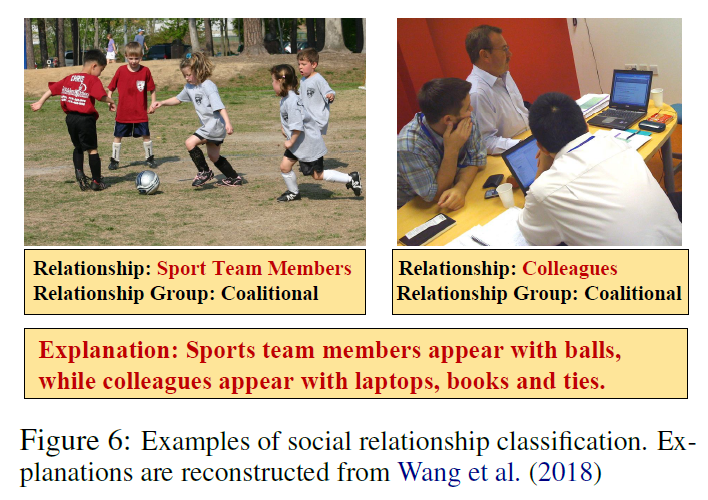 Relationship: Sport Team Members
Relationship Group: Coalitional
Relationship: Colleagues
Relationship Group: Coalitional
Explanation: Sports team members appear with balls,
while colleagues appear with laptops, books and ties.
Figure 6: Examples of social relationship classification. Ex-
planations are reconstructed from Wang et al. (2018)